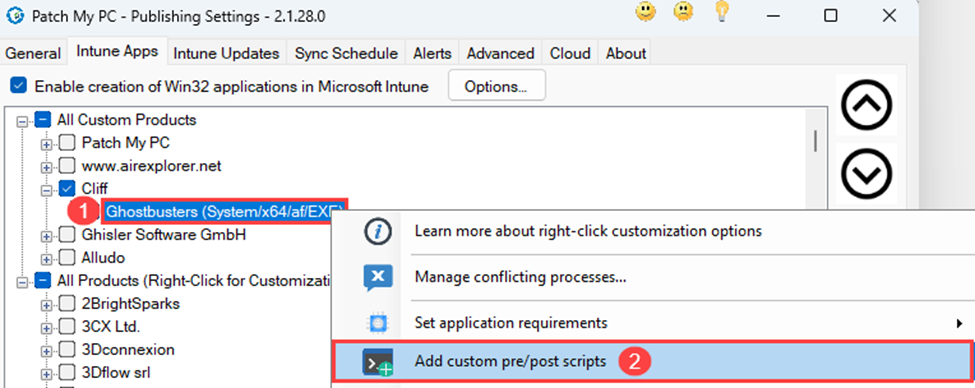 Patch My PC - Publishing Settings - 2.1.28.0
General Intune Apps Intune Updates Sync Schedule Alerts Advanced Cloud About
Enable creation of Win32 applications in Microsoft Intune Options...
All Custom Products
Patch My PC
www.airexplorer.net
Cliff
1 Ghostbusters (System/x64/af/EXE)
Ghisler Software GmbH
Alludo
All Products (Right-Click for Customizati
2BrightSparks
3CX Ltd.
3Dconnexion
3Dflow srl
Learn more about right-click customization options
Manage conflicting processes...
Set application requirements
Add custom pre/post scripts 2